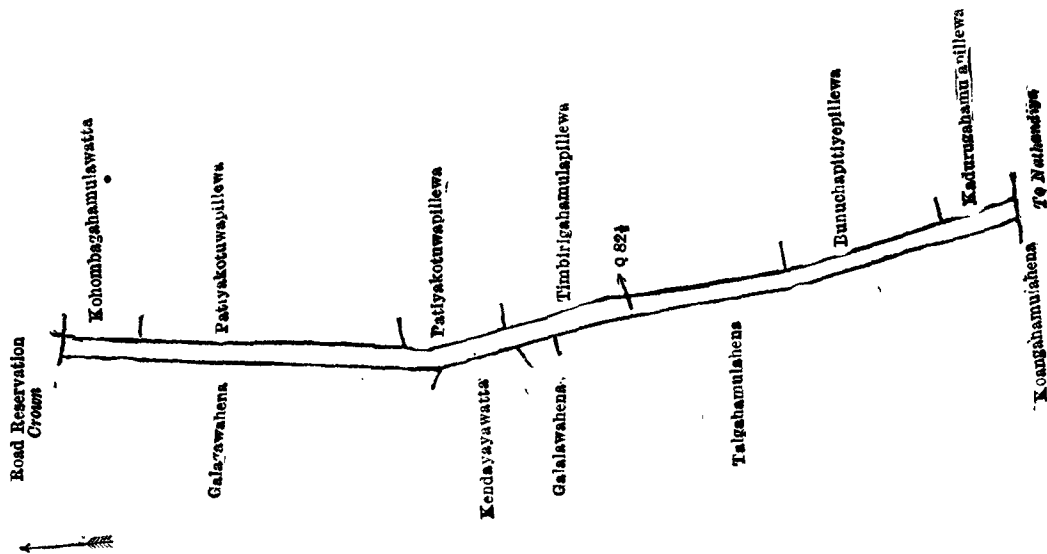 Road Reservation
Crown
Kohombagahamulawatta
Patiyakotuwapillewa
Galagawahena
Patiyakotuwapillewa
Kendayayawatta
Timbirigahamulapillewa
Galalawahena
Q 82½
Talgahamulahena
Bunuchapitiyepillewa
Kadurugahamulapillewa
Koangahamulahena
To Nathandiya